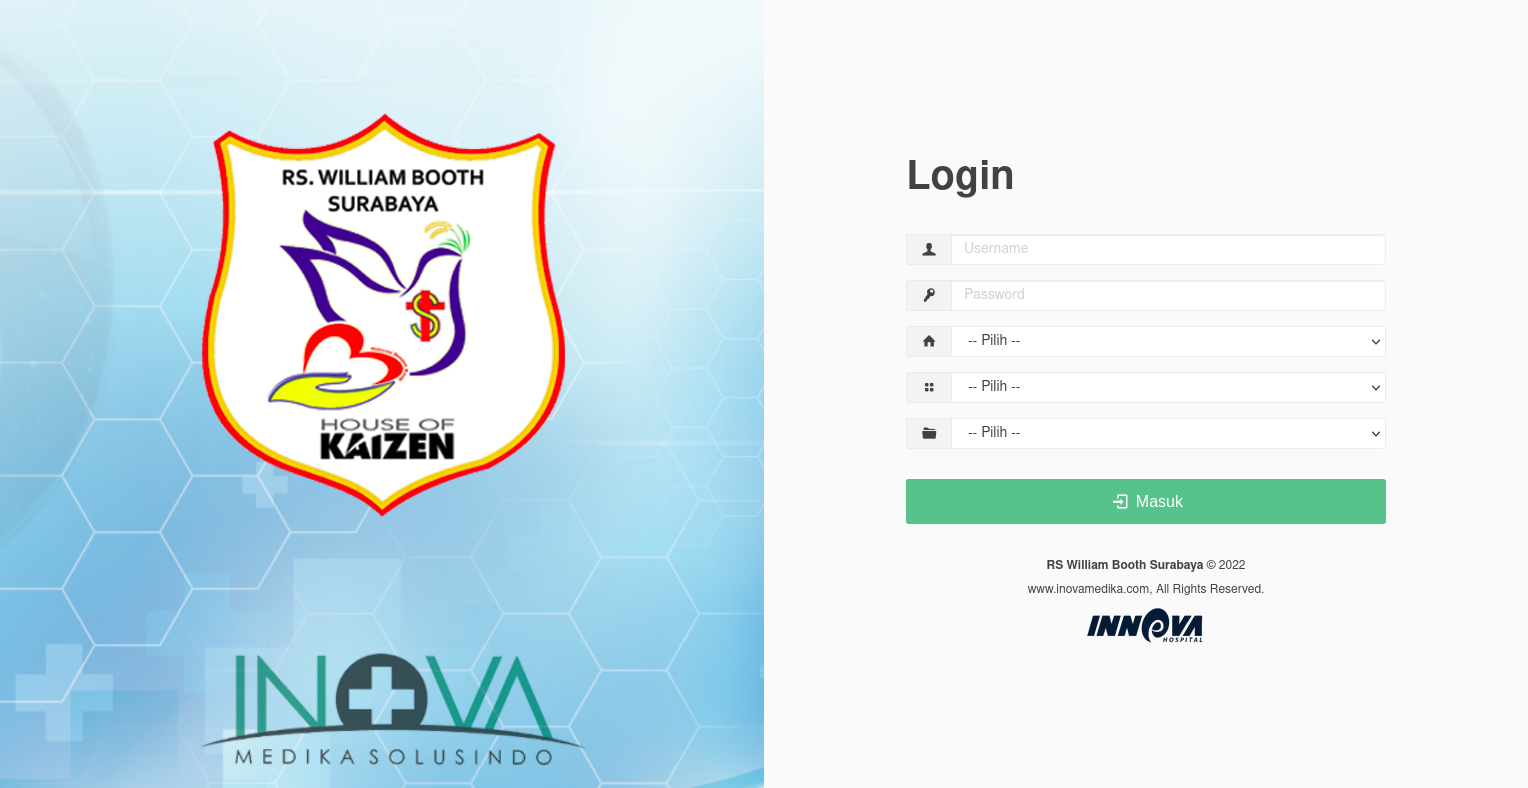 RS. WILLIAM BOOTH
SURABAYA
$
HOUSE OF
KAIZEN
INOVA
MEDIKA SOLUSINDO
Login
Username
Password
-- Pilih --
-- Pilih --
-- Pilih --
Masuk
RS William Booth Surabaya © 2022
www.inovamedika.com, All Rights Reserved.
INNOVA
HOSPITAL